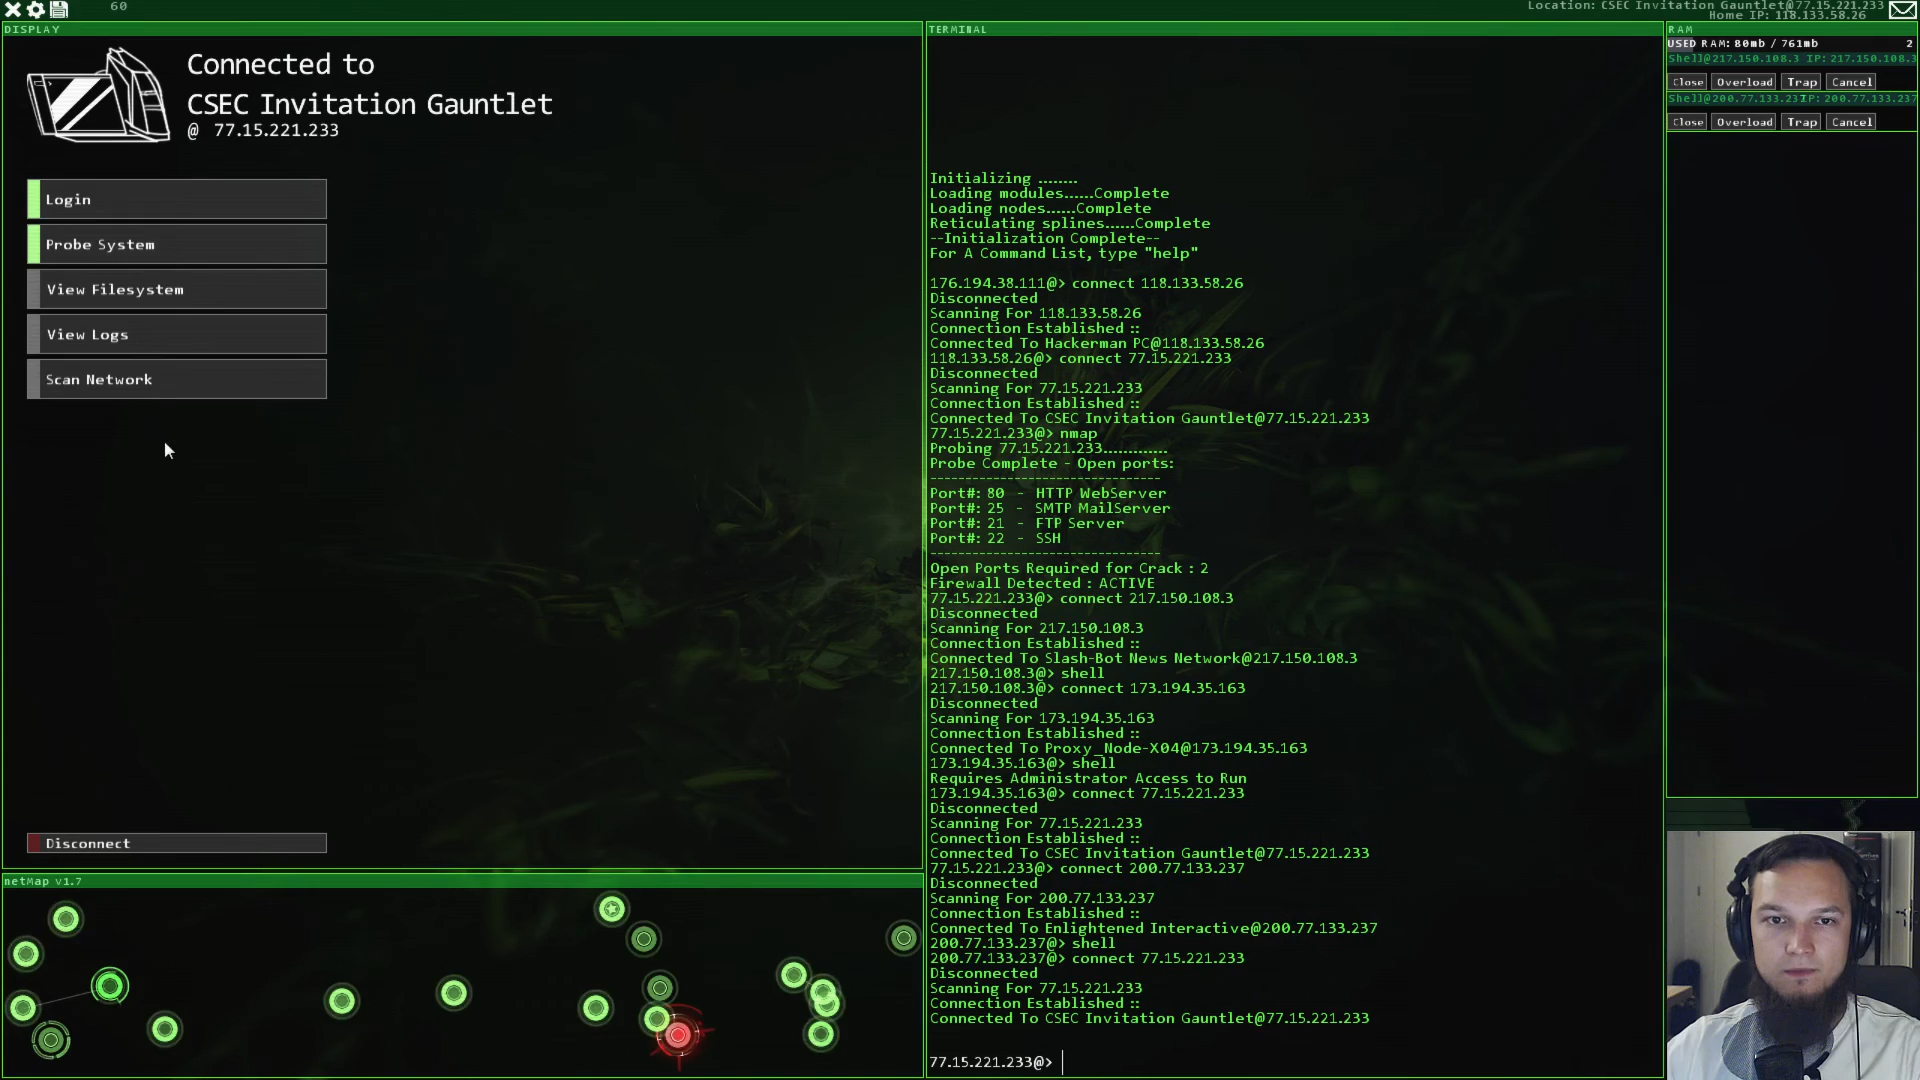 60
Location: CSEC Invitation Gauntlet@77.15.221.233
Home IP: 118.133.58.26
DISPLAY
Connected to
CSEC Invitation Gauntlet
@ 77.15.221.233
Login
Probe System
View Filesystem
View Logs
Scan Network
Disconnect
netMap v1.7
TERMINAL
Initializing ........
Loading modules......Complete
Loading nodes......Complete
Reticulating splines......Complete
--Initialization Complete--
For A Command List, type "help"
176.194.38.111@> connect 118.133.58.26
Disconnected
Scanning For 118.133.58.26
Connection Established ::
Connected To Hackerman PC@118.133.58.26
118.133.58.26@> connect 77.15.221.233
Disconnected
Scanning For 77.15.221.233
Connection Established ::
Connected To CSEC Invitation Gauntlet@77.15.221.233
77.15.221.233@> nmap
Probing 77.15.221.233.............
Probe Complete - Open ports:
---------------------------------
Port#: 80 - HTTP WebServer
Port#: 25 - SMTP MailServer
Port#: 21 - FTP Server
Port#: 22 - SSH
---------------------------------
Open Ports Required for Crack : 2
Firewall Detected : ACTIVE
77.15.221.233@> connect 217.150.108.3
Disconnected
Scanning For 217.150.108.3
Connection Established ::
Connected To Slash-Bot News Network@217.150.108.3
217.150.108.3@> shell
217.150.108.3@> connect 173.194.35.163
Disconnected
Scanning For 173.194.35.163
Connection Established ::
Connected To Proxy_Node-X04@173.194.35.163
173.194.35.163@> shell
Requires Administrator Access to Run
173.194.35.163@> connect 77.15.221.233
Disconnected
Scanning For 77.15.221.233
Connection Established ::
Connected To CSEC Invitation Gauntlet@77.15.221.233
77.15.221.233@> connect 200.77.133.237
Disconnected
Scanning For 200.77.133.237
Connection Established ::
Connected To Enlightened Interactive@200.77.133.237
200.77.133.237@> shell
200.77.133.237@> connect 77.15.221.233
Disconnected
Scanning For 77.15.221.233
Connection Established ::
Connected To CSEC Invitation Gauntlet@77.15.221.233
77.15.221.233@>
RAM
USED RAM: 80mb / 761mb 2
Shell@217.150.108.3 IP: 217.150.108.3
Close Overload Trap Cancel
Shell@200.77.133.237 IP: 200.77.133.237
Close Overload Trap Cancel